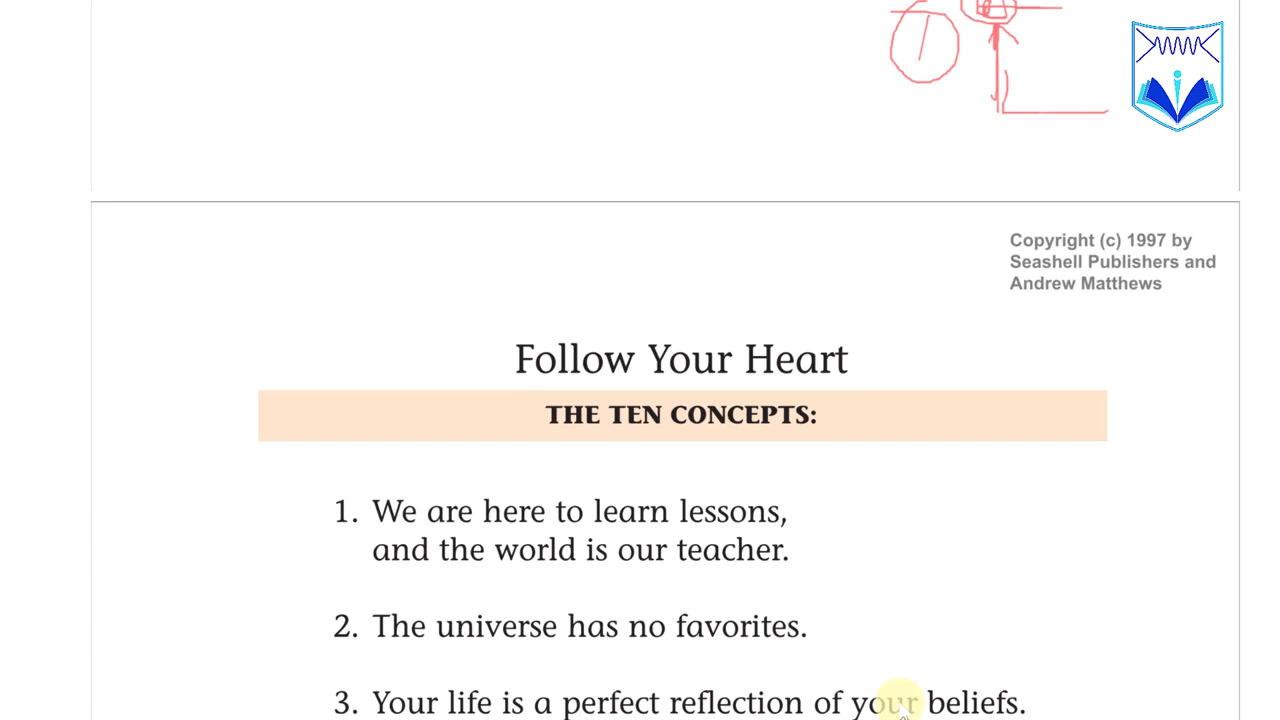 Copyright (c) 1997 by
Seashell Publishers and
Andrew Matthews
Follow Your Heart
THE TEN CONCEPTS:
1. We are here to learn lessons,
and the world is our teacher.
2. The universe has no favorites.
3. Your life is a perfect reflection of your beliefs.